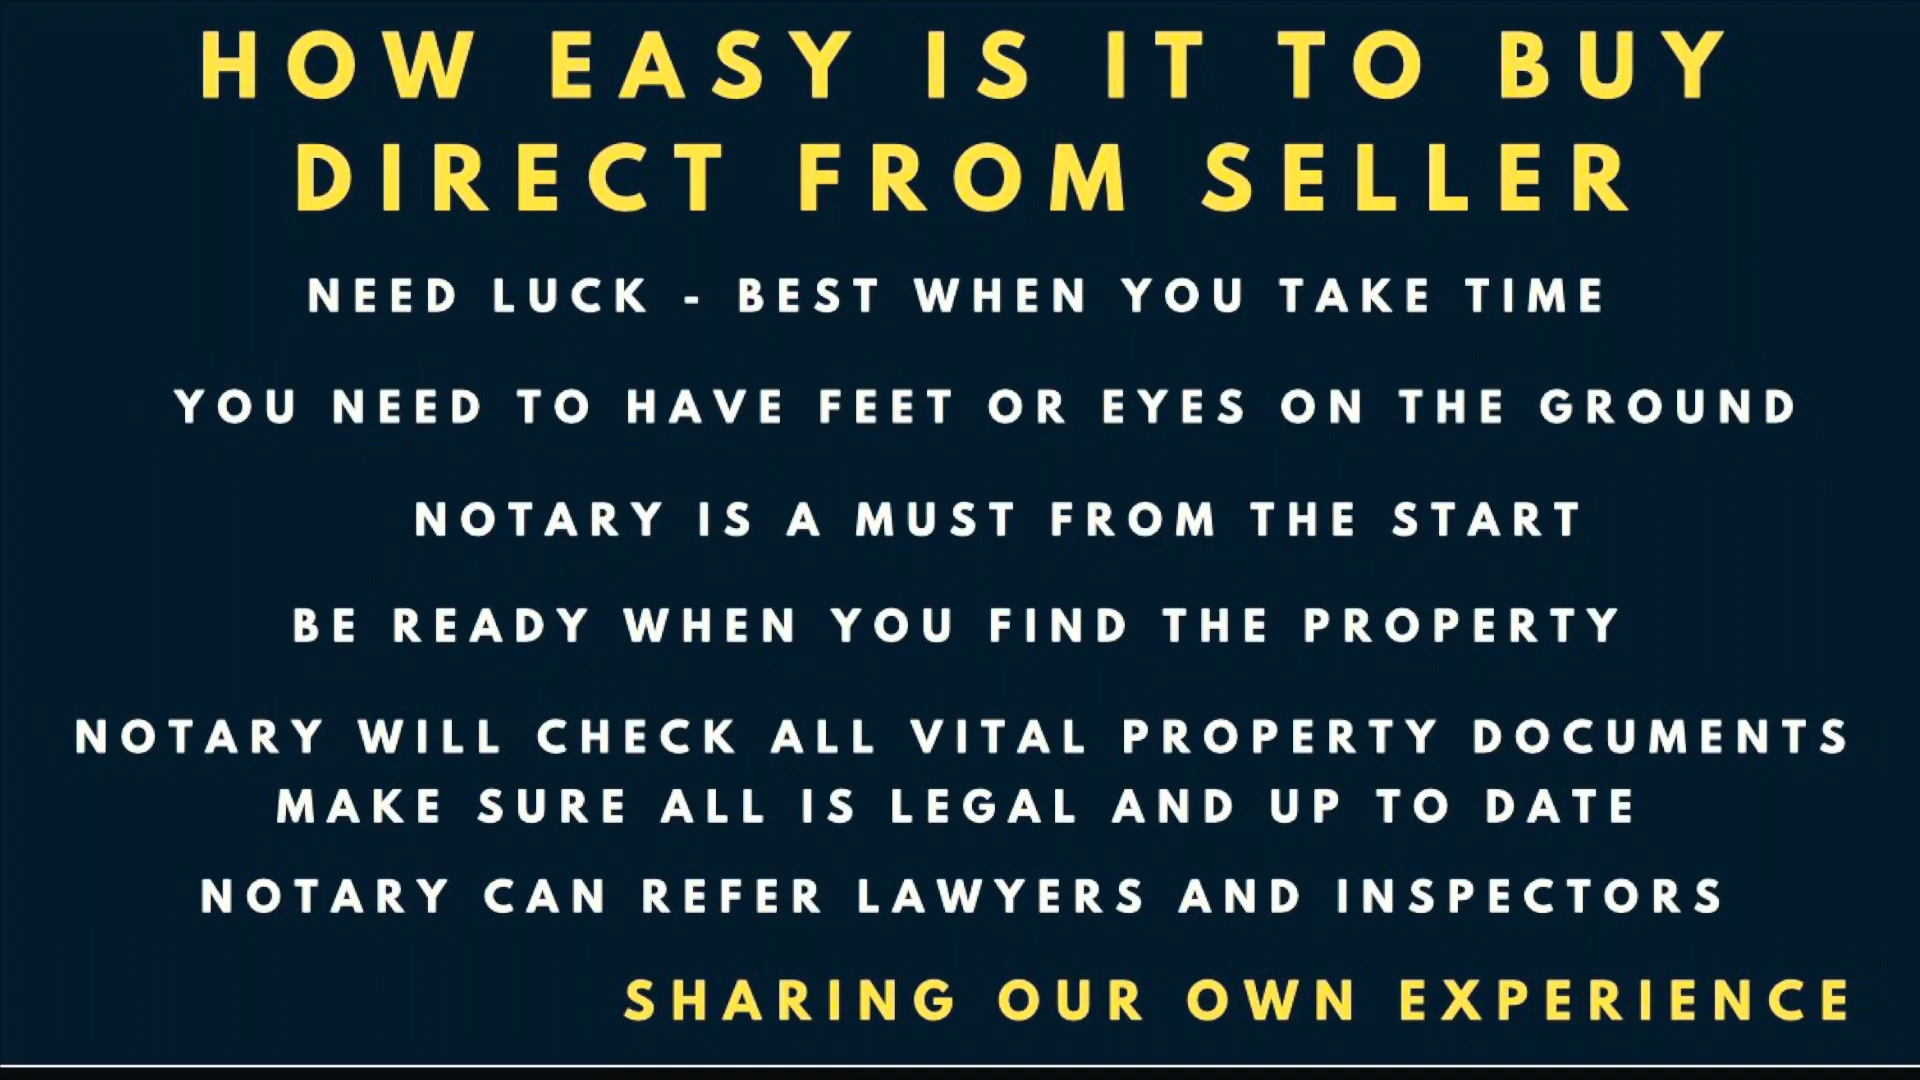 HOW EASY IS IT TO BUY
DIRECT FROM SELLER
NEED LUCK - BEST WHEN YOU TAKE TIME
YOU NEED TO HAVE FEET OR EYES ON THE GROUND
NOTARY IS A MUST FROM THE START
BE READY WHEN YOU FIND THE PROPERTY
NOTARY WILL CHECK ALL VITAL PROPERTY DOCUMENTS
MAKE SURE ALL IS LEGAL AND UP TO DATE
NOTARY CAN REFER LAWYERS AND INSPECTORS
SHARING OUR OWN EXPERIENCE